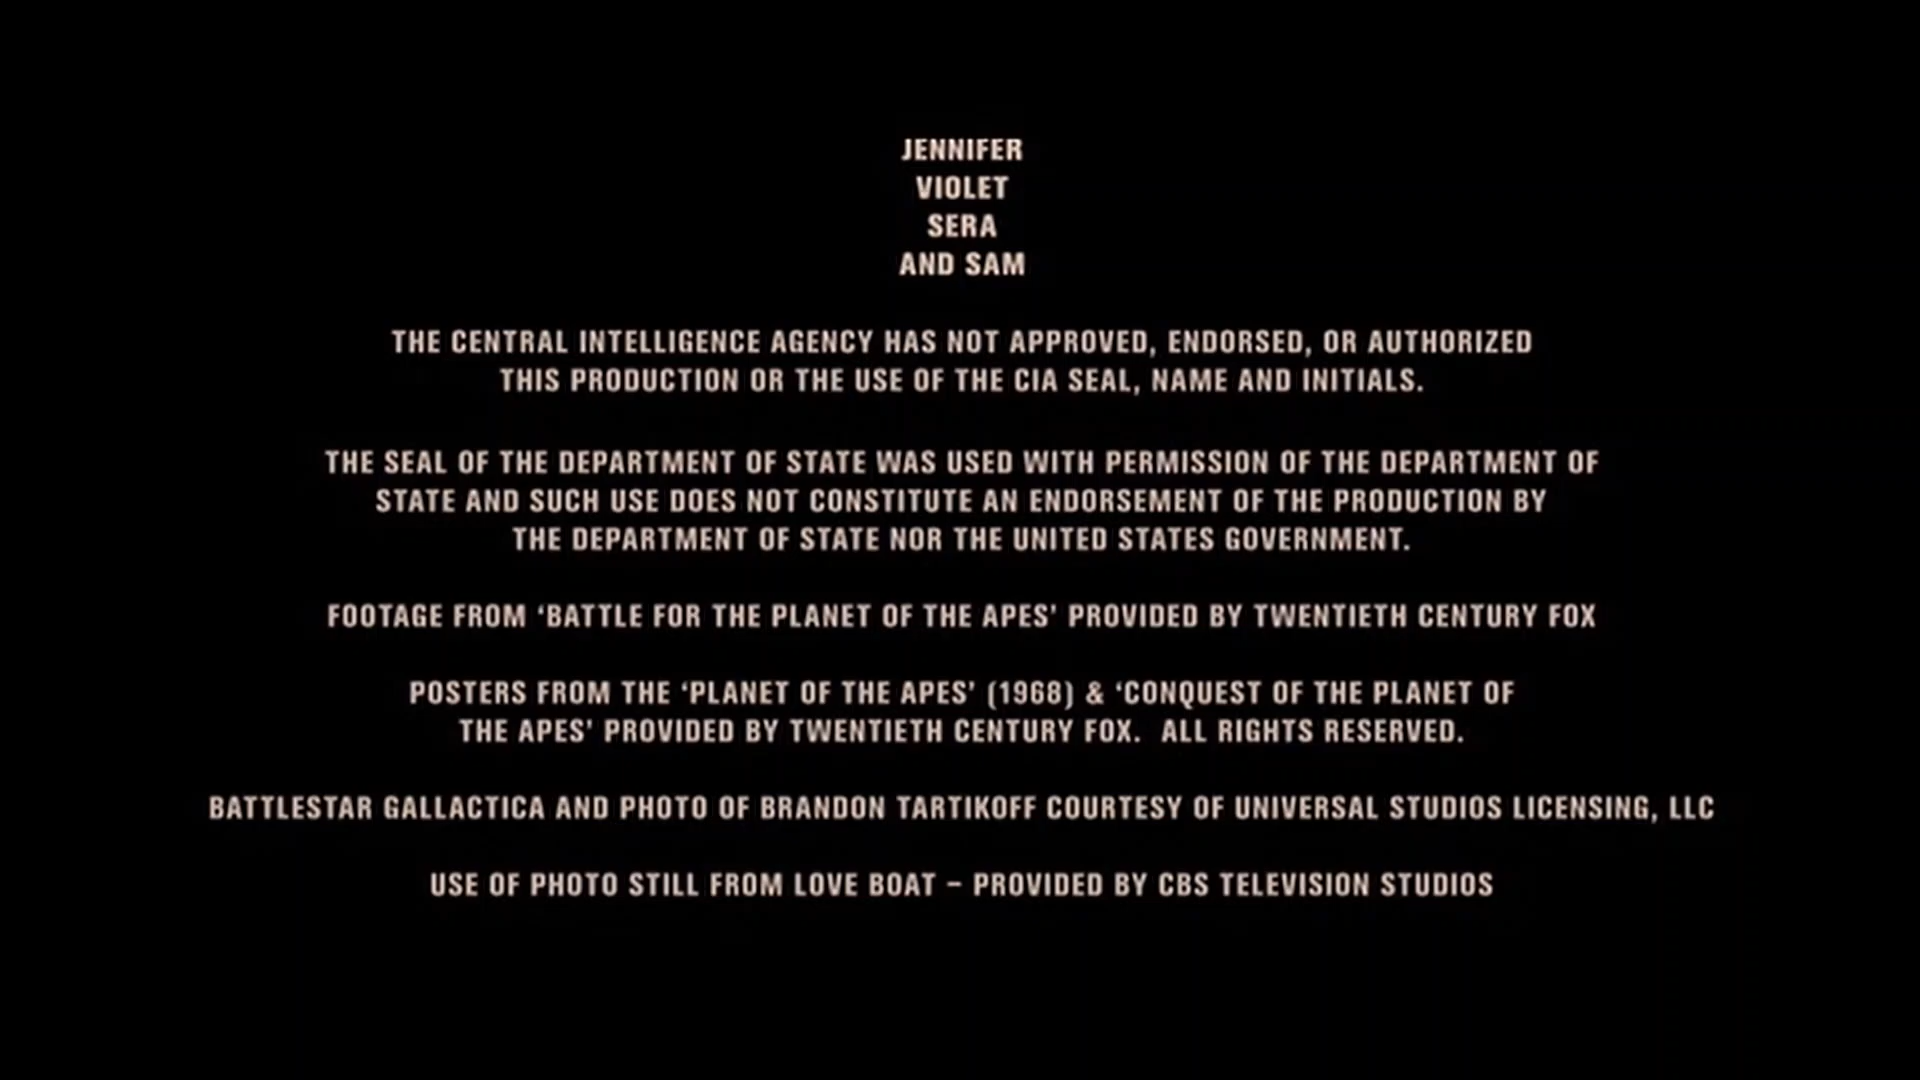 JENNIFER
VIOLET
SERA
AND SAM
THE CENTRAL INTELLIGENCE AGENCY HAS NOT APPROVED, ENDORSED, OR AUTHORIZED
THIS PRODUCTION OR THE USE OF THE CIA SEAL, NAME AND INITIALS.
THE SEAL OF THE DEPARTMENT OF STATE WAS USED WITH PERMISSION OF THE DEPARTMENT OF
STATE AND SUCH USE DOES NOT CONSTITUTE AN ENDORSEMENT OF THE PRODUCTION BY
THE DEPARTMENT OF STATE NOR THE UNITED STATES GOVERNMENT.
FOOTAGE FROM ‘BATTLE FOR THE PLANET OF THE APES’ PROVIDED BY TWENTIETH CENTURY FOX
POSTERS FROM THE ‘PLANET OF THE APES’ (1968) & ‘CONQUEST OF THE PLANET OF
THE APES’ PROVIDED BY TWENTIETH CENTURY FOX.  ALL RIGHTS RESERVED.
BATTLESTAR GALLACTICA AND PHOTO OF BRANDON TARTIKOFF COURTESY OF UNIVERSAL STUDIOS LICENSING, LLC
USE OF PHOTO STILL FROM LOVE BOAT – PROVIDED BY CBS TELEVISION STUDIOS